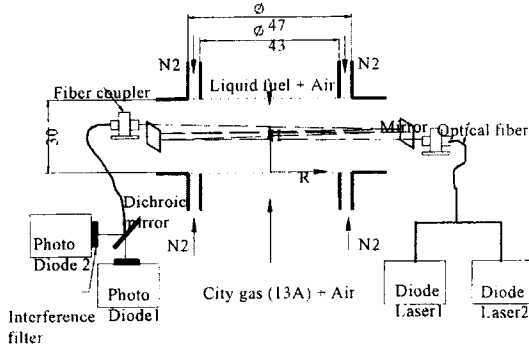 Ø
47
Ø
43
N2
N2
Fiber coupler
Liquid fuel + Air
30
Mirror
Optical fiber
R
Dichroic
mirror
N2
N2
Photo
Diode 2
Photo
Diode1
City gas (13A) + Air
Diode
Laser1
Diode
Laser2
Interference
filter